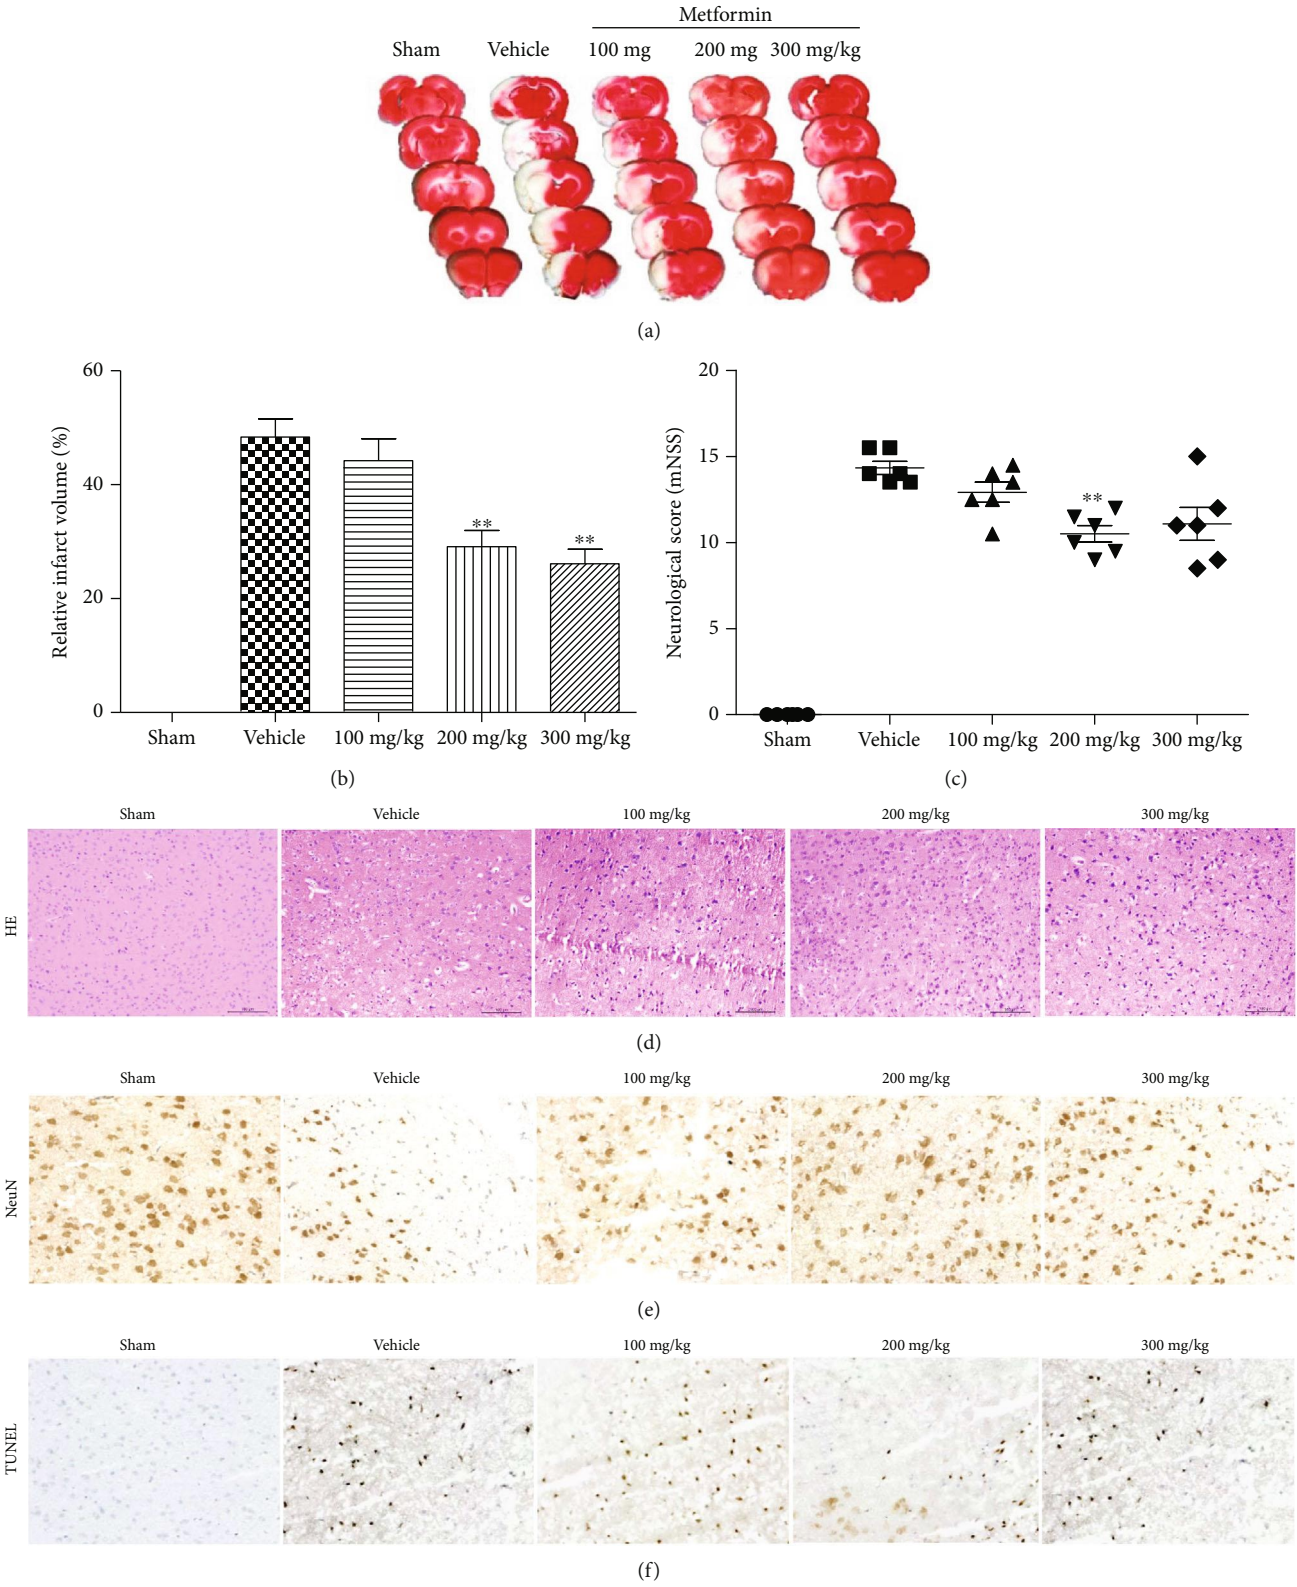 Metformin
Sham Vehicle 100 mg 200 mg 300 mg/kg
(a)
60
40
20
0
Relative infarct volume (%)
** **
Sham Vehicle 100 mg/kg 200 mg/kg 300 mg/kg
(b)
20
15
10
5
0
Neurological score (mNSS)
**
Sham Vehicle 100 mg/kg 200 mg/kg 300 mg/kg
(c)
Sham Vehicle 100 mg/kg 200 mg/kg 300 mg/kg
HE
(d)
Sham Vehicle 100 mg/kg 200 mg/kg 300 mg/kg
NeuN
(e)
Sham Vehicle 100 mg/kg 200 mg/kg 300 mg/kg
TUNEL
(f)